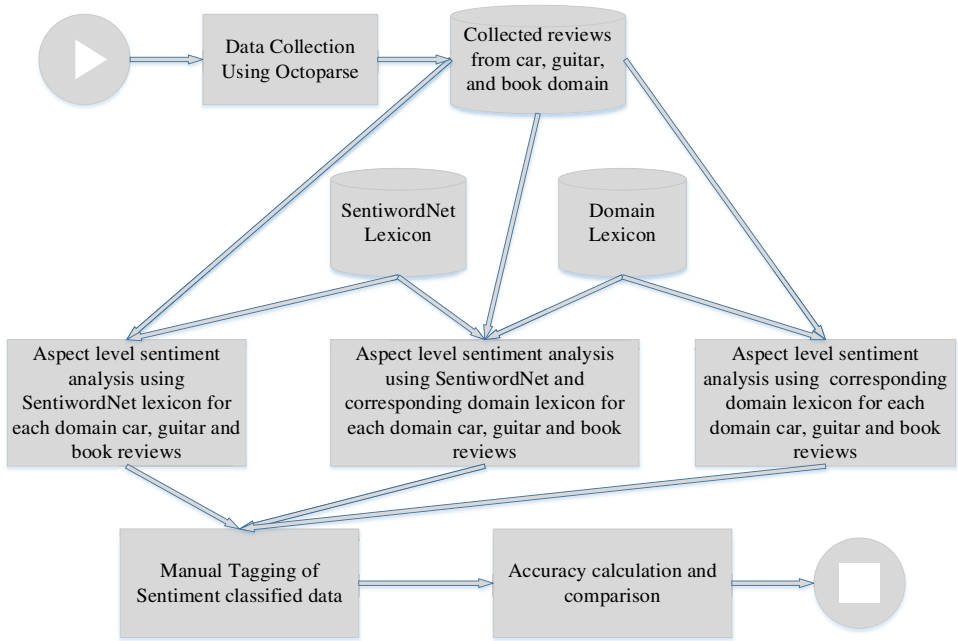 Data Collection
Using Octoparse
Collected reviews
from car, guitar,
and book domain
SentiwordNet
Lexicon
Domain
Lexicon
Aspect level sentiment
analysis using
SentiwordNet lexicon for
each domain car, guitar and
book reviews
Aspect level sentiment analysis
using SentiwordNet and
corresponding domain lexicon for
each domain car, guitar and book
reviews
Aspect level sentiment
analysis using  corresponding
domain lexicon for each
domain car, guitar and book
reviews
Manual Tagging of
Sentiment classified data
Accuracy calculation and
comparison